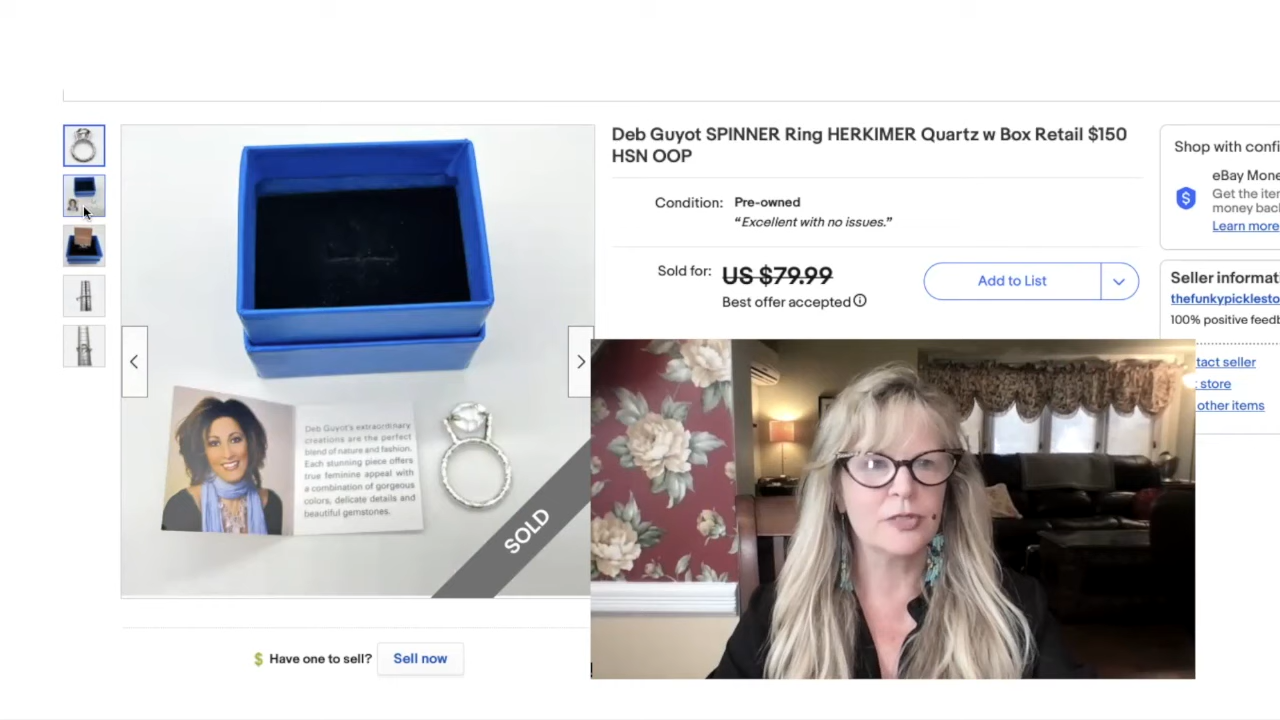 Deb Guyot SPINNER Ring HERKIMER Quartz w Box Retail $150
HSN OOP
Condition:
Pre-owned
“Excellent with no issues.”
Sold for:
US $79.99
Best offer accepted
Add to List
Shop with confi
eBay Mone
Get the iter
money bac
Learn more
Seller informat
thefunkypicklesto
100% positive feedb
tact seller
store
other items
Deb Guyot's extraordinary
creations are the perfect
blend of nature and fashion.
Each stunning piece offers
true feminine appeal with
a combination of gorgeous
colors, delicate details and
beautiful gemstones.
SOLD
Have one to sell?
Sell now